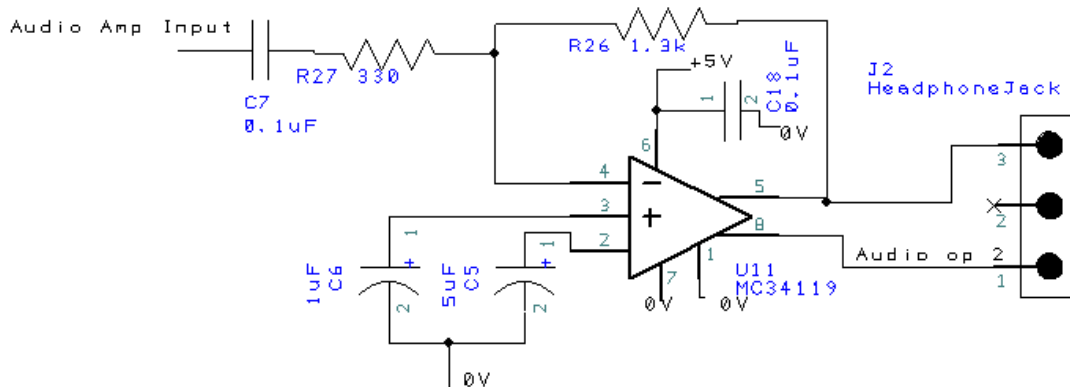 Audio Amp Input
C7
0.1uF
R27 330
R26 1.3k
+5V
1
2
C18
0.1uF
0V
6
4
-
3
+
2
5
8
7
1
0V
0V
U11
MC34119
1
+
2
1uF
C6
1
+
2
5uF
C5
0V
J2
HeadphoneJack
3
2
Audio op 2
1